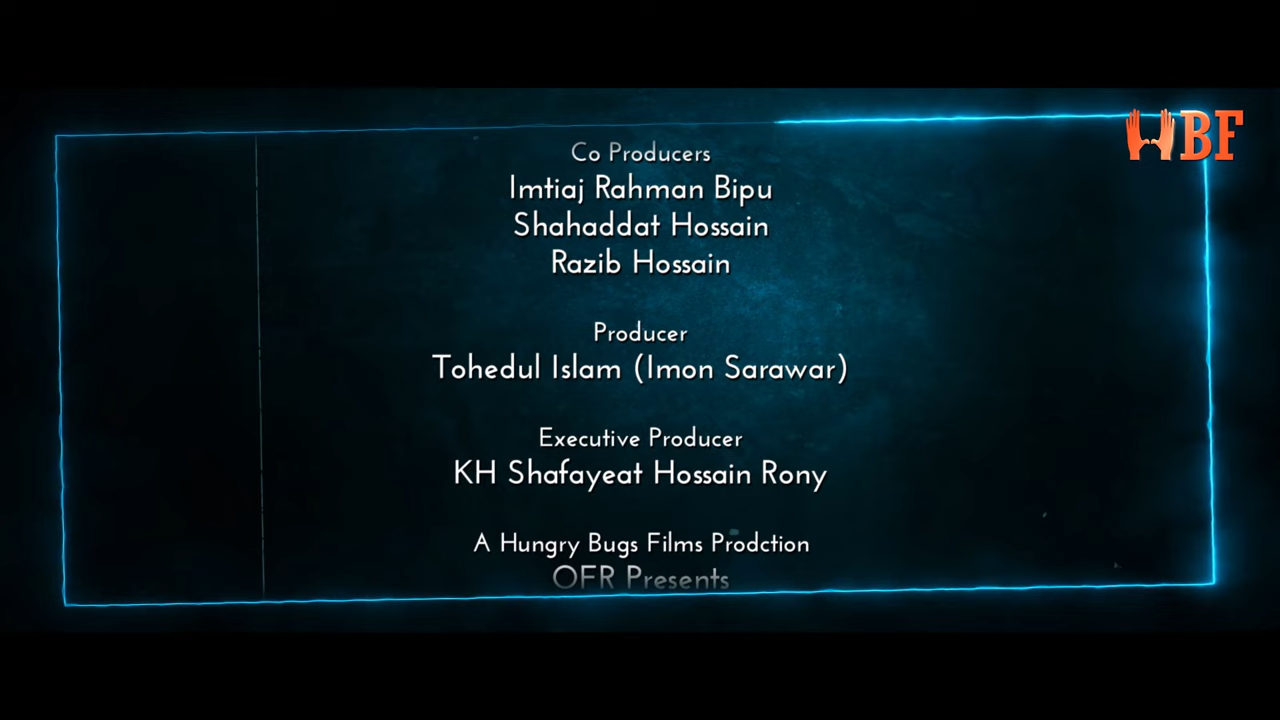 HBF
Co Producers
Imtiaj Rahman Bipu
Shahaddat Hossain
Razib Hossain
Producer
Tohedul Islam (Imon Sarawar)
Executive Producer
KH Shafayeat Hossain Rony
A Hungry Bugs Films Prodction
OFR Presents